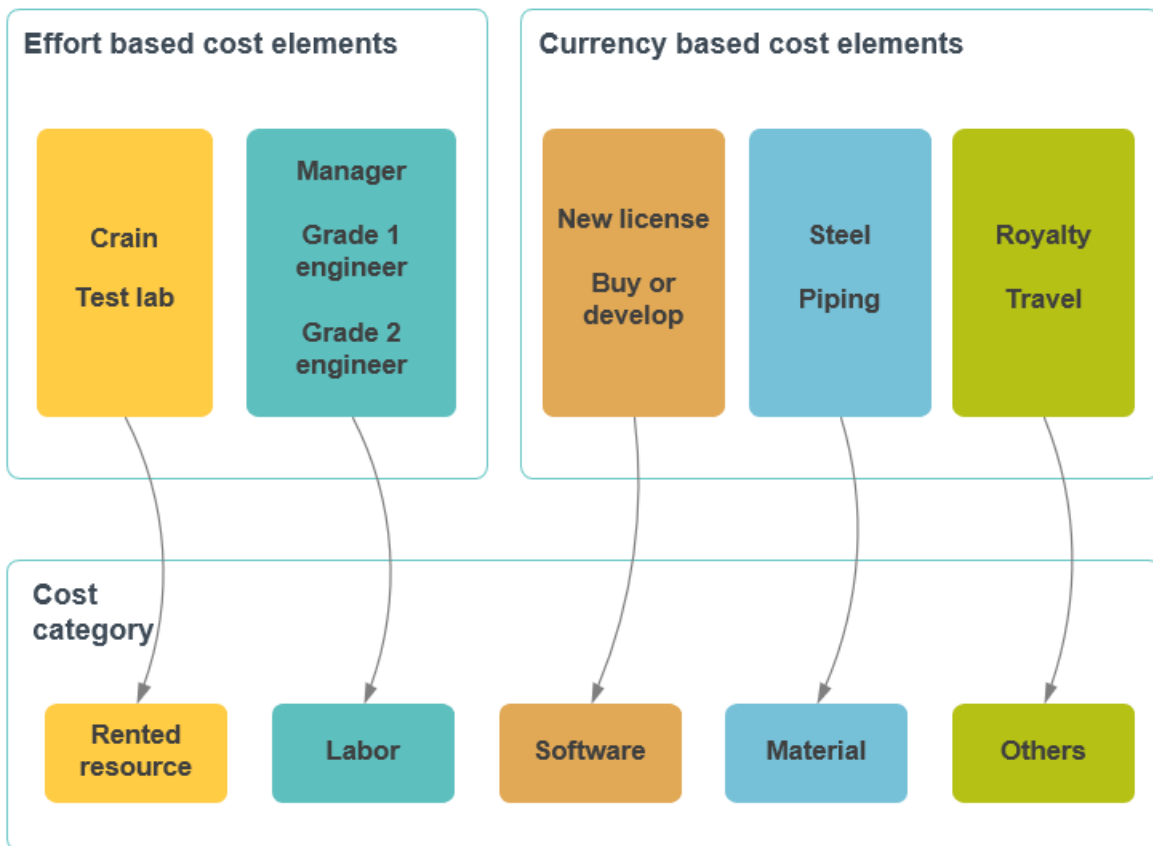 Effort based cost elements
Currency based cost elements
Crain
Test lab
Manager
Grade 1
engineer
Grade 2
engineer
New license
Buy or
develop
Steel
Piping
Royalty
Travel
Cost
category
Rented
resource
Labor
Software
Material
Others